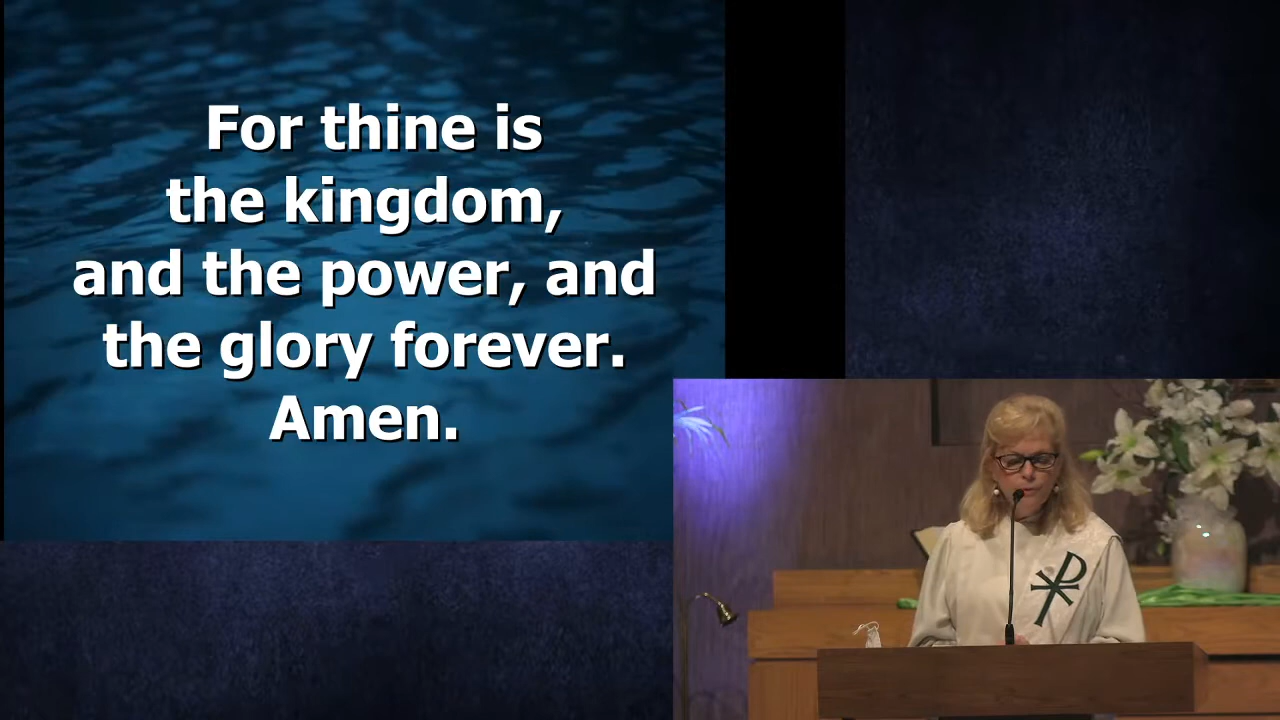 For thine is
the kingdom,
and the power, and
the glory forever.
Amen.